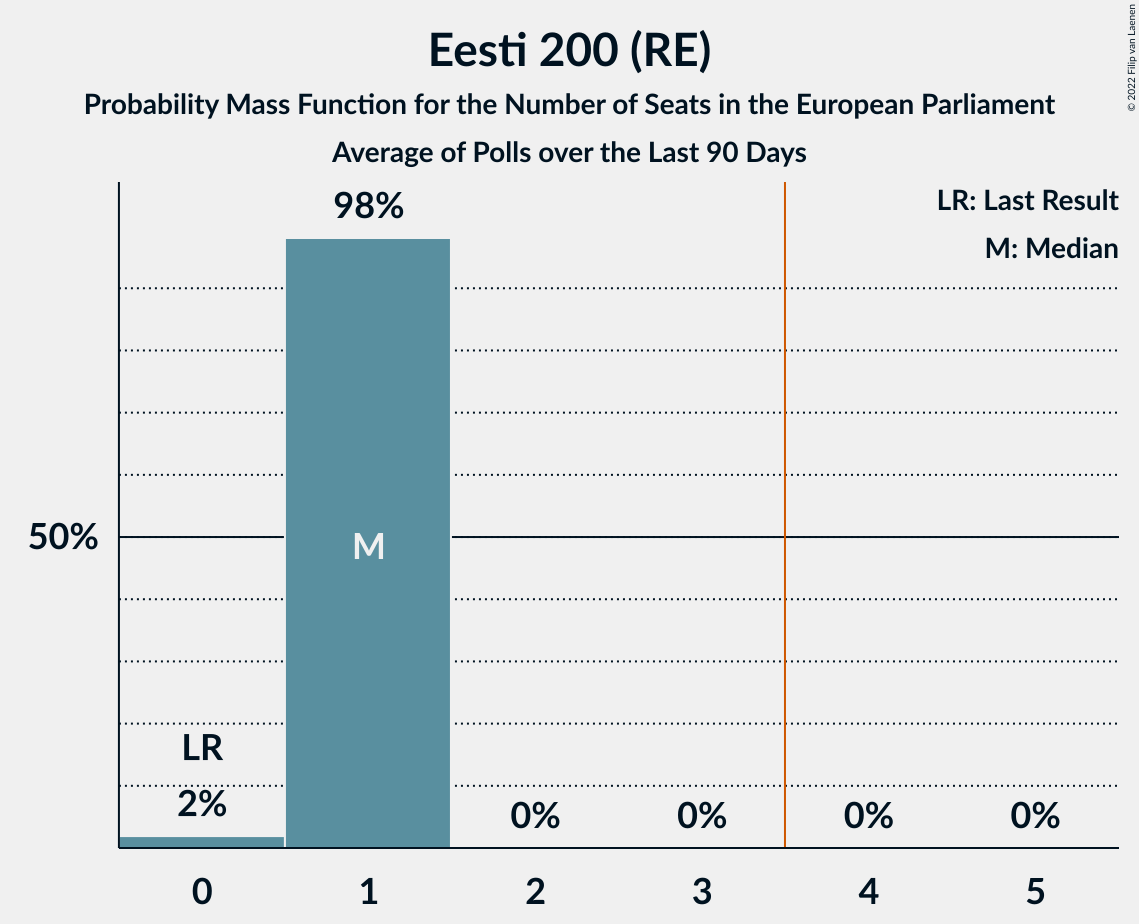 Eesti 200 (RE)
Probability Mass Function for the Number of Seats in the European Parliament
Average of Polls over the Last 90 Days
© 2022 Filip van Laenen
LR: Last Result
M: Median
98%
50%
M
LR
2%
0%
0%
0%
0%
0
1
2
3
4
5